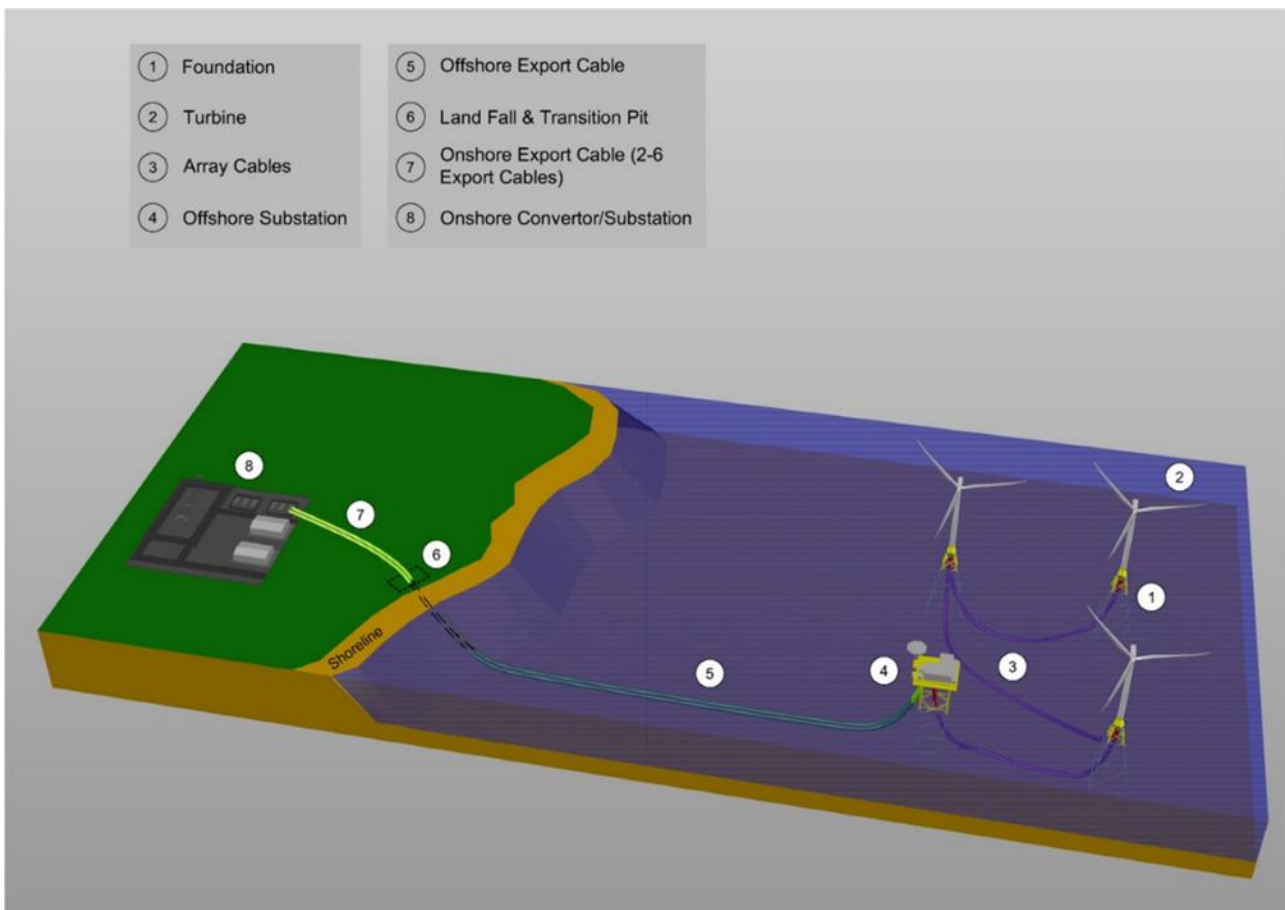 1 Foundation
2 Turbine
3 Array Cables
4 Offshore Substation
5 Offshore Export Cable
6 Land Fall & Transition Pit
7 Onshore Export Cable (2-6
Export Cables)
8 Onshore Convertor/Substation
2
8
7
6
1
Shoreline
4
3
5